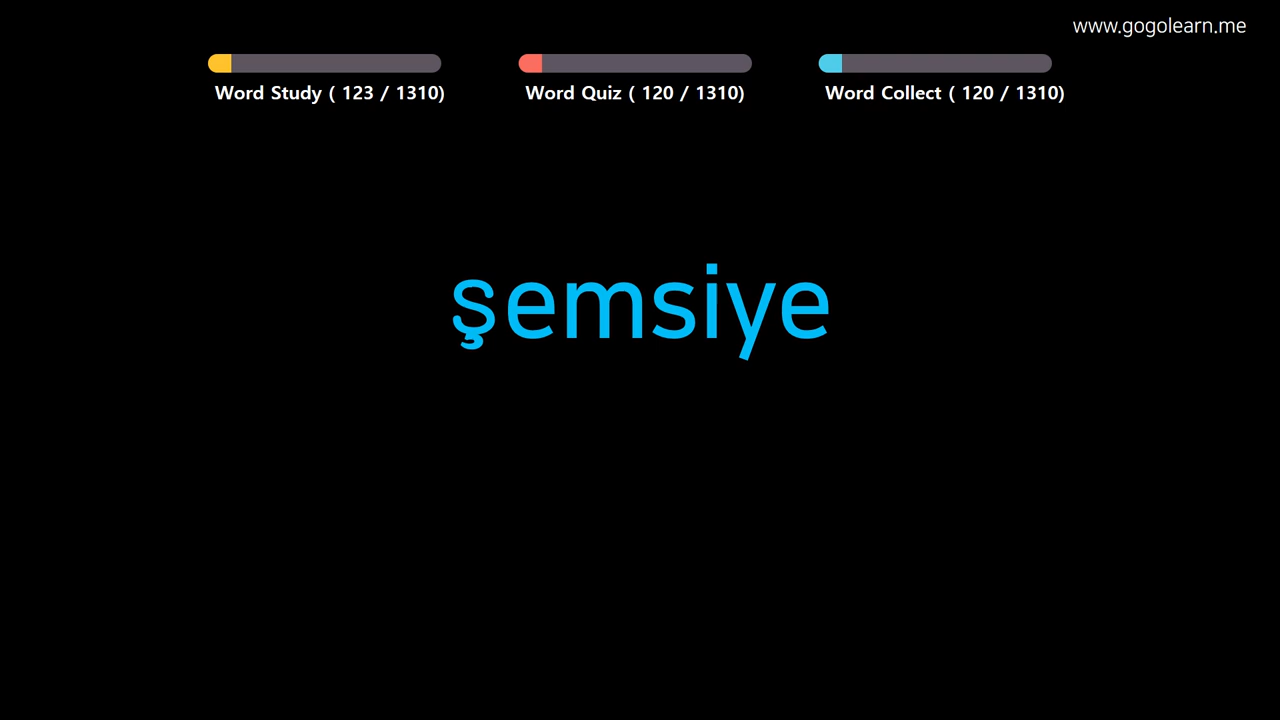 www.gogolearn.me
Word Study ( 123 / 1310)
Word Quiz ( 120 / 1310)
Word Collect ( 120 / 1310)
şemsiye